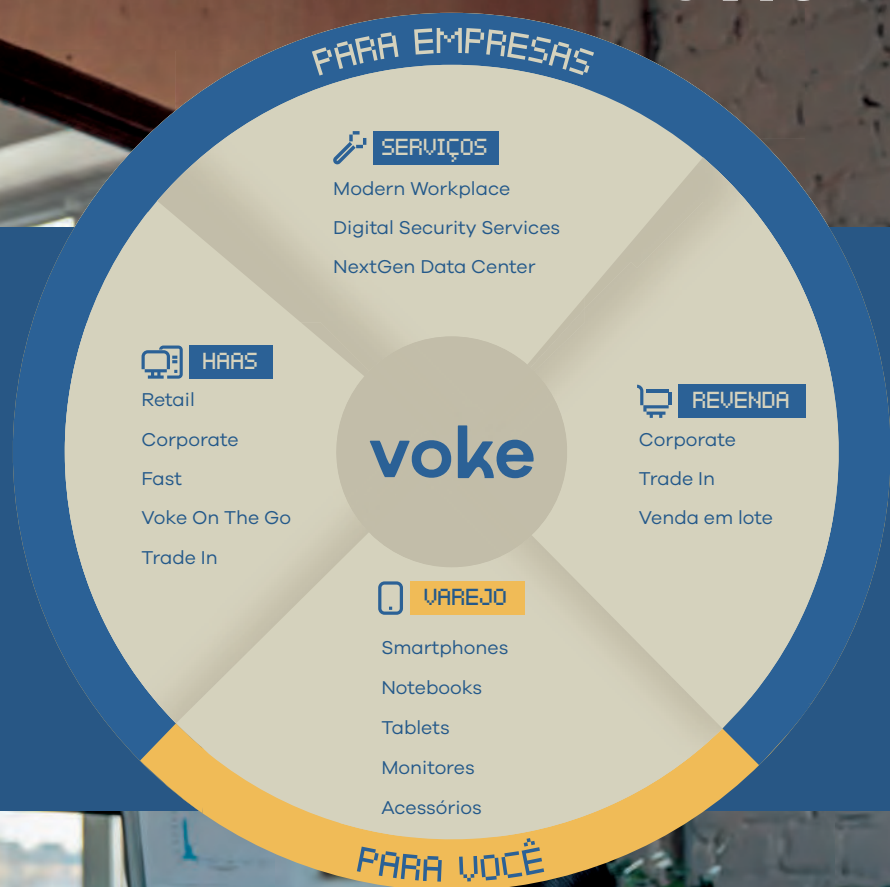 PARA EMPRESAS
SERVIÇOS
Modern Workplace
Digital Security Services
NextGen Data Center
HAAS
Retail
Corporate
Fast
Voke On The Go
Trade In
voke
REVENDA
Corporate
Trade In
Venda em lote
VAREJO
Smartphones
Notebooks
Tablets
Monitores
Acessórios
PARA VOCÊ